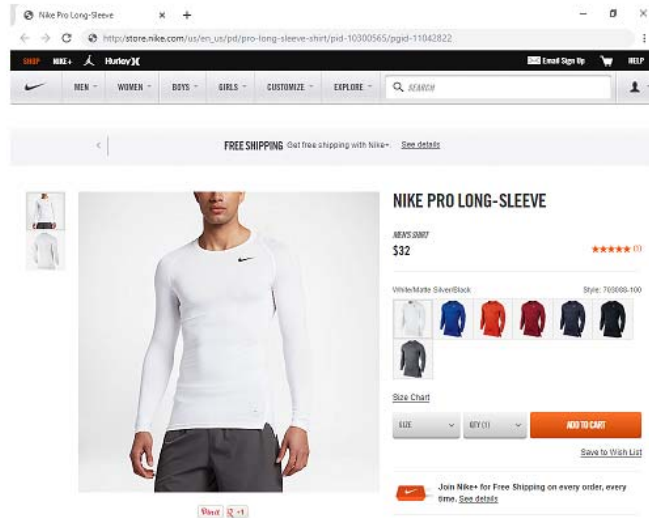 Nike Pro Long-Sleeve
http://store.nike.com/us/en_us/pd/pro-long-sleeve-shirt/pid-10300565/pgid-11042822
SHOP NIKE+ Hurley Email Sign Up HELP
MEN WOMEN BOYS GIRLS CUSTOMIZE EXPLORE SEARCH
FREE SHIPPING Get free shipping with Nike+. See details
NIKE PRO LONG-SLEEVE
MEN'S SHIRT
$32
(1)
White/Matte Silver/Black Style: 703088-100
Size Chart
SIZE QTY (1) ADD TO CART
Save to Wish List
Join Nike+ for Free Shipping on every order, every
time. See details
Pin it +1